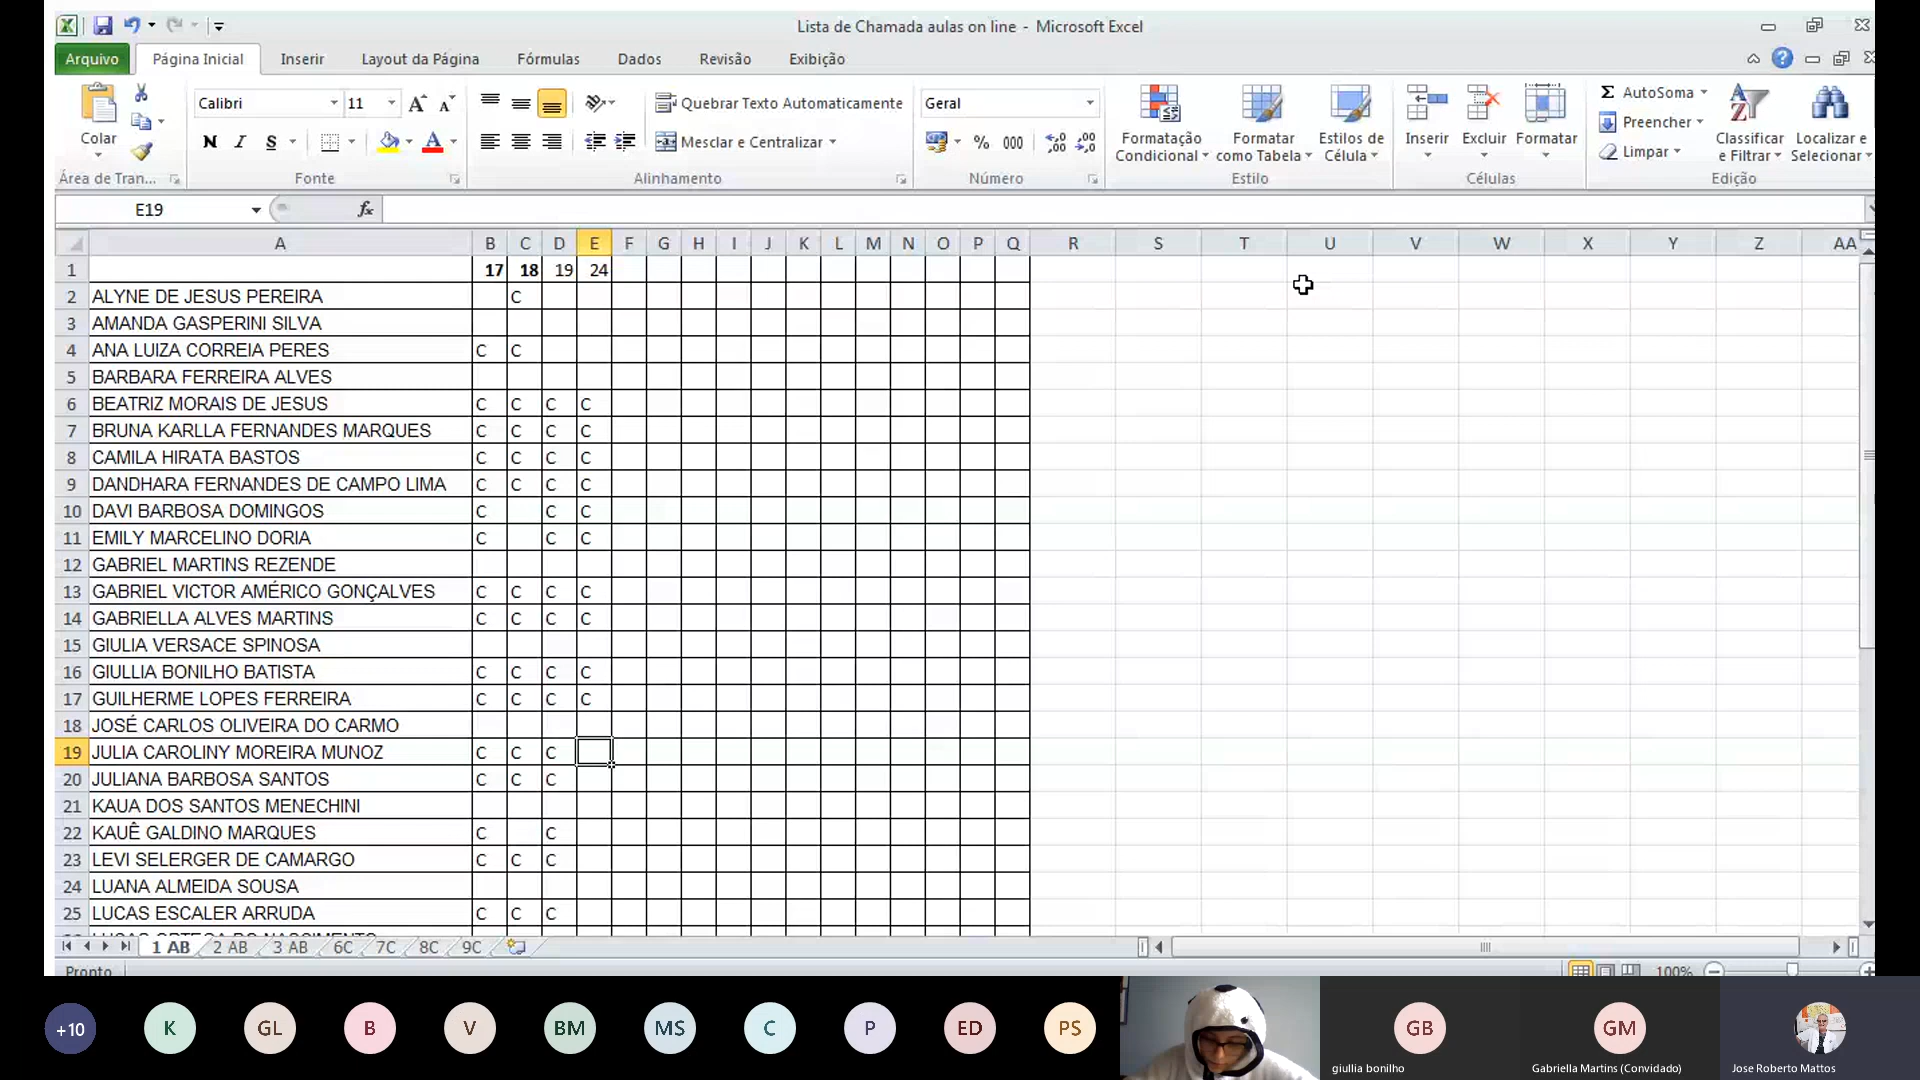 Lista de Chamada aulas on line - Microsoft Excel
Arquivo Página Inicial Inserir Layout da Página Fórmulas Dados Revisão Exibição
Calibri 11 Quebrar Texto Automaticamente Geral AutoSoma
Preencher
Colar N I S Mesclar e Centralizar % 000 Formatação Condicional Formatar como Tabela Estilos de Célula Inserir Excluir Formatar Limpar Classificar e Filtrar Localizar e Selecionar
Área de Tran... Fonte Alinhamento Número Estilo Células Edição
E19 fx
A B C D E F G H I J K L M N O P Q R S T U V W X Y Z AA
1 17 18 19 24
2 ALYNE DE JESUS PEREIRA C
3 AMANDA GASPERINI SILVA
4 ANA LUIZA CORREIA PERES C C
5 BARBARA FERREIRA ALVES
6 BEATRIZ MORAIS DE JESUS C C C C
7 BRUNA KARLLA FERNANDES MARQUES C C C C
8 CAMILA HIRATA BASTOS C C C C
9 DANDHARA FERNANDES DE CAMPO LIMA C C C C
10 DAVI BARBOSA DOMINGOS C C C
11 EMILY MARCELINO DORIA C C C
12 GABRIEL MARTINS REZENDE
13 GABRIEL VICTOR AMÉRICO GONÇALVES C C C C
14 GABRIELLA ALVES MARTINS C C C C
15 GIULIA VERSACE SPINOSA
16 GIULLIA BONILHO BATISTA C C C C
17 GUILHERME LOPES FERREIRA C C C C
18 JOSÉ CARLOS OLIVEIRA DO CARMO
19 JULIA CAROLINY MOREIRA MUNOZ C C C
20 JULIANA BARBOSA SANTOS C C C
21 KAUA DOS SANTOS MENECHINI
22 KAUÊ GALDINO MARQUES C C
23 LEVI SELERGER DE CAMARGO C C C
24 LUANA ALMEIDA SOUSA
25 LUCAS ESCALER ARRUDA C C C
1 AB 2 AB 3 AB 6C 7C 8C 9C
Pronto 100%
+10 K GL B V BM MS C P ED PS GB GM
giullia bonilho Gabriella Martins (Convidado) Jose Roberto Mattos